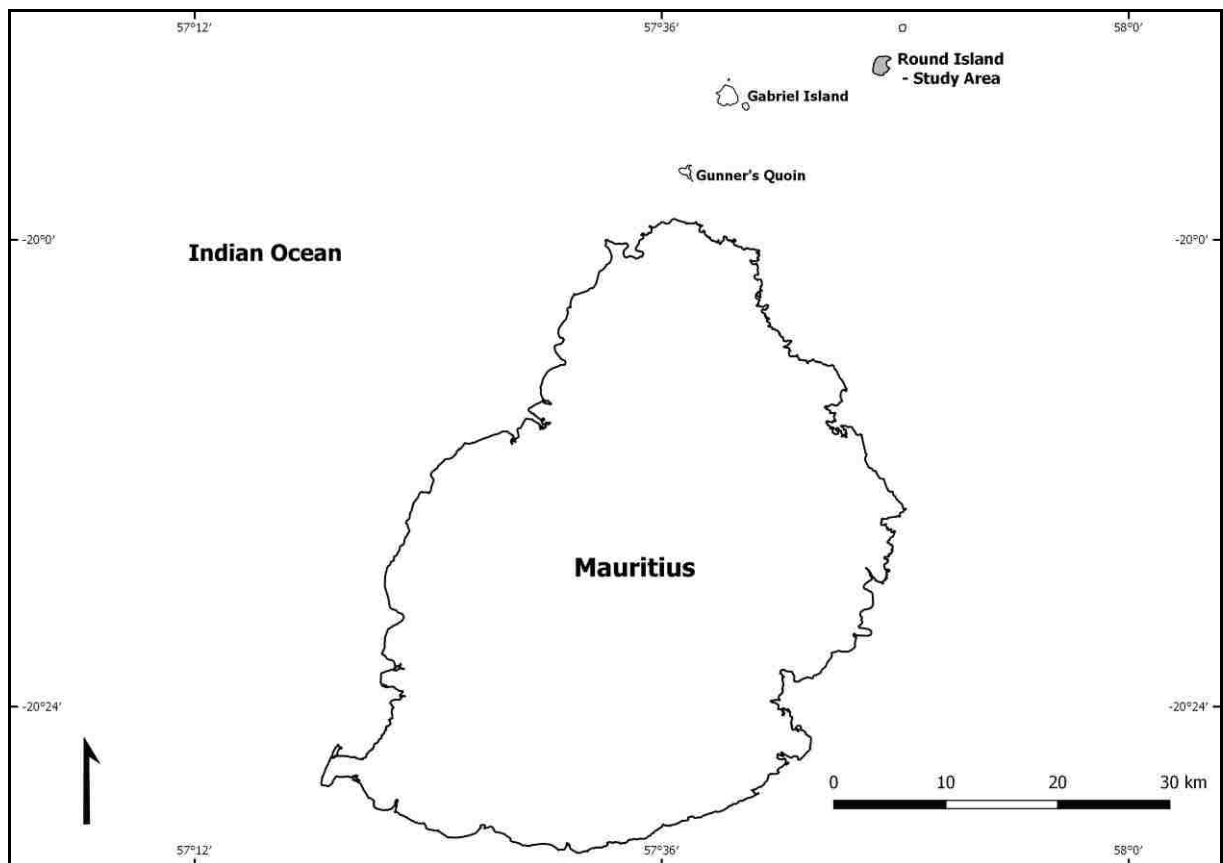 57°12′
57°36′
58°0′
Round Island
- Study Area
Gabriel Island
Gunner's Quoin
-20°0′
-20°0′
Indian Ocean
Mauritius
-20°24′
-20°24′
0 10 20 30 km
57°12′
57°36′
58°0′